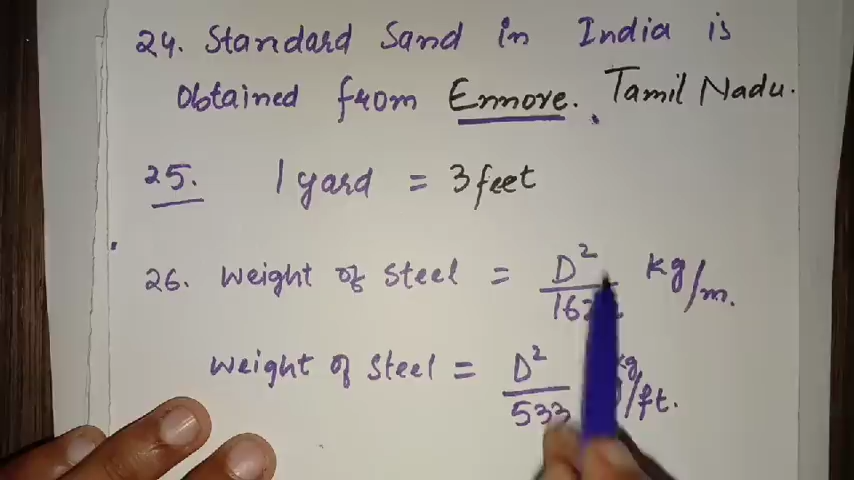 24. Standard Sand in India is
Obtained from Ennore. Tamil Nadu.
25. 1 yard = 3 feet
26. Weight of Steel = D² kg/m.
Weight of Steel = D²/533 kg/ft.